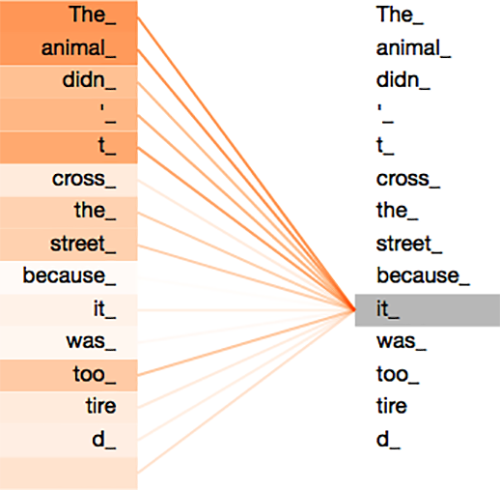 The_ The_
animal_ animal_
didn_ didn_
'_ '_
t_ t_
cross_ cross_
the_ the_
street_ street_
because_ because_
it_ it_
was_ was_
too_ too_
tire tire
d_ d_